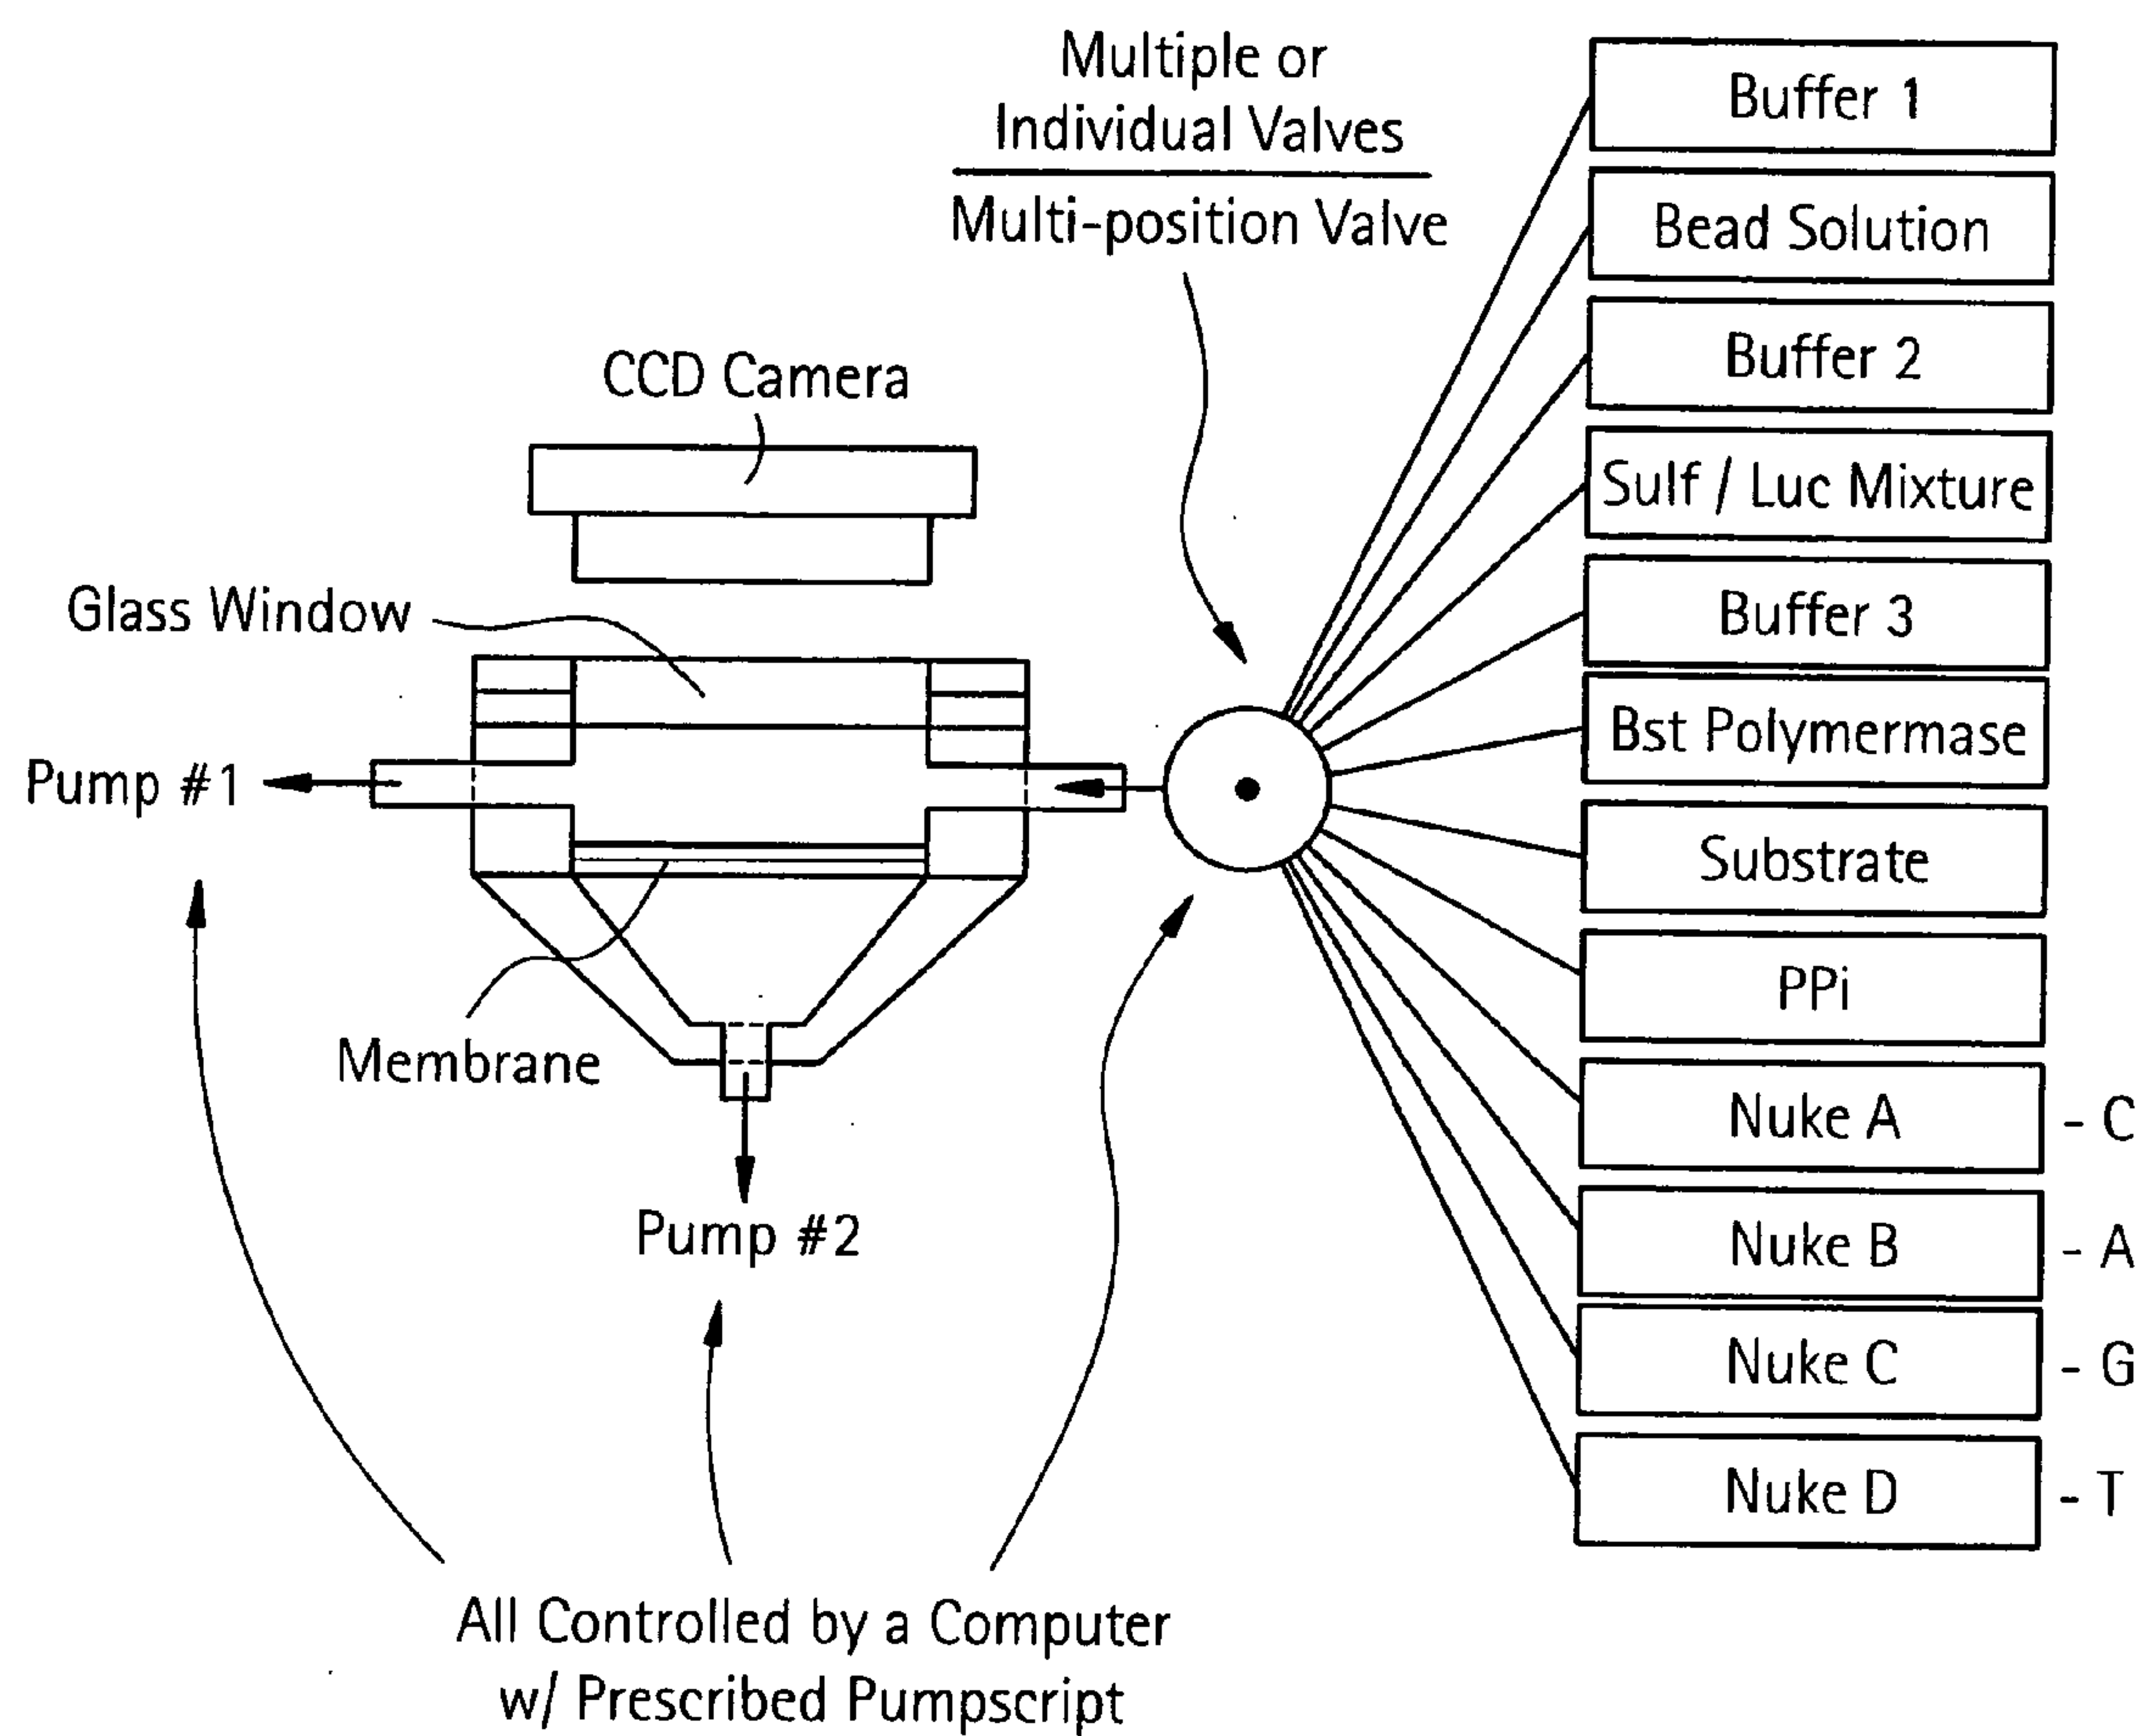 Multiple or
Individual Valves
Multi-position Valve
CCD Camera
Glass Window
Pump #1
Membrane
Pump #2
All Controlled by a Computer
w/ Prescribed Pumpscript
Buffer 1
Bead Solution
Buffer 2
Sulf / Luc Mixture
Buffer 3
Bst Polymermase
Substrate
PPi
Nuke A - C
Nuke B - A
Nuke C - G
Nuke D - T